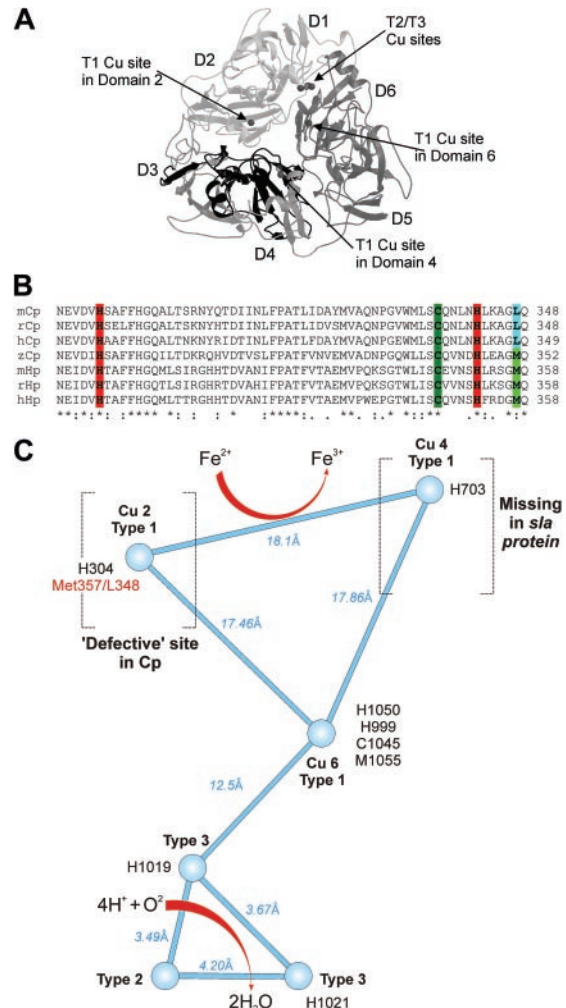 A
D1
T2/T3
Cu sites
D2
T1 Cu site
in Domain 2
D6
T1 Cu site
in Domain 6
D3
D5
D4
T1 Cu site
in Domain 4
B
mCp NEVDVHSAFFHGQALTSRNYQTDIINLFPATLIDAYMVAQNPGVWMLSCQNLNHLKAGLQ 348
rCp NEVDVHSELFHGQALTSKNYRTDIINLFPATLIDAYMVAQNPGVWMLSCQNLNHLKAGLQ 348
hCp NEVDVHAAFFHGQALTNKNYRIDTINLFPATLFDAYMVAQNPGEWMLSCQNLNHLKAGLQ 349
zCp NEVDIHSAYFHGQILTDKRQHVTDVSLFPATFVNVEMVADNPGQWLLSCQVNDHLEAGMQ 352
mHp NEIDVHTAFFHGQMLSIRGHRTDVANIFPATFVTAEMVPQKSGTWLISCEVNSHLRSGMQ 358
rHp NEIDVHTAFFHGQTLSIRGHHTDVAHIFPATFVTAEMVPQKSGTWLISCVVNSHLKSGMQ 358
hHp NEIDVHTAFFHGQMLTTRGHHTDVANIFPATFVTAEMVPWEPGTWLISCQVNSHFRDGMQ 358
C
Fe2+
Fe3+
Cu 4
Type 1
H703
Missing
in sla
protein
Cu 2
Type 1
H304
Met357/L348
18.1Å
17.86Å
17.46Å
'Defective' site
in Cp
H1050
H999
C1045
M1055
Cu 6
Type 1
12.5Å
Type 3
H1019
4H+ + O2
3.67Å
3.49Å
4.20Å
Type 2
Type 3
2H2O
H1021